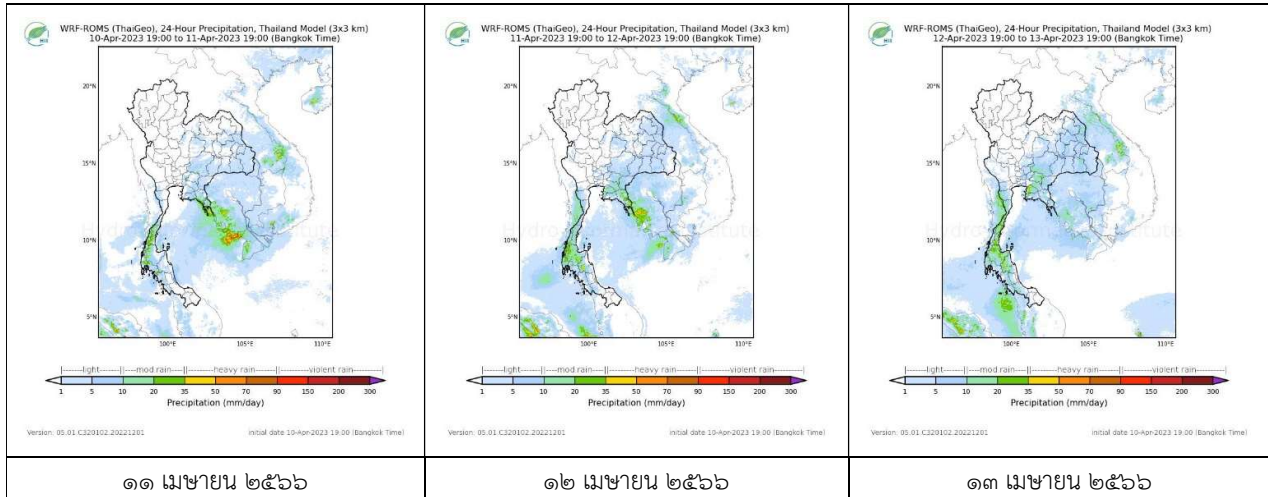 WRF-ROMS (ThaiGeo), 24-Hour Precipitation, Thailand Model (3x3 km)
10-Apr-2023 19:00 to 11-Apr-2023 19:00 (Bangkok Time)
20°N
15°N
10°N
5°N
100°E
105°E
110°E
|--------light--------||----mod rain----||--------heavy rain--------||--------violent rain--------|
1 5 10 20 35 50 70 90 150 200 300
Precipitation (mm/day)
Version: 05.01.C320102.20221201
initial date 10-Apr-2023 19:00 (Bangkok Time)
๑๑ เมษายน ๒๕๖๖
WRF-ROMS (ThaiGeo), 24-Hour Precipitation, Thailand Model (3x3 km)
11-Apr-2023 19:00 to 12-Apr-2023 19:00 (Bangkok Time)
20°N
15°N
10°N
5°N
100°E
105°E
110°E
|--------light--------||----mod rain----||--------heavy rain--------||--------violent rain--------|
1 5 10 20 35 50 70 90 150 200 300
Precipitation (mm/day)
Version: 05.01.C320102.20221201
initial date 10-Apr-2023 19:00 (Bangkok Time)
๑๒ เมษายน ๒๕๖๖
WRF-ROMS (ThaiGeo), 24-Hour Precipitation, Thailand Model (3x3 km)
12-Apr-2023 19:00 to 13-Apr-2023 19:00 (Bangkok Time)
20°N
15°N
10°N
5°N
100°E
105°E
110°E
|--------light--------||----mod rain----||--------heavy rain--------||--------violent rain--------|
1 5 10 20 35 50 70 90 150 200 300
Precipitation (mm/day)
Version: 05.01.C320102.20221201
initial date 10-Apr-2023 19:00 (Bangkok Time)
๑๓ เมษายน ๒๕๖๖